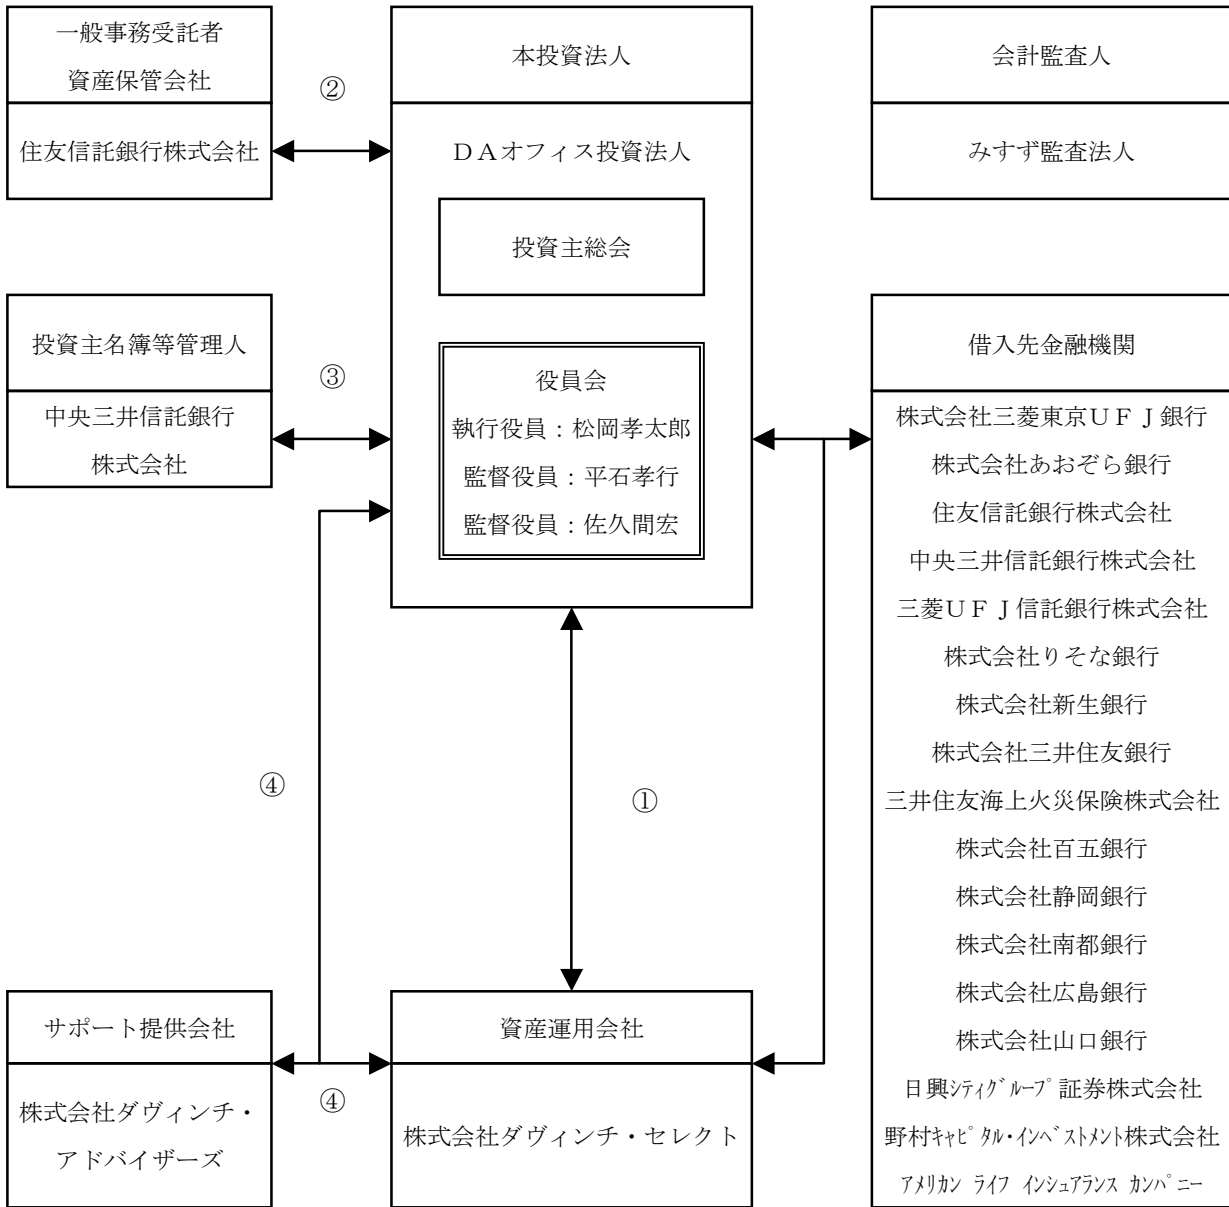 一般事務受託者
資産保管会社
住友信託銀行株式会社
②
本投資法人
DAオフィス投資法人
投資主総会
役員会
執行役員：松岡孝太郎
監督役員：平石孝行
監督役員：佐久間宏
会計監査人
みすず監査法人
投資主名簿等管理人
中央三井信託銀行
株式会社
③
借入先金融機関
株式会社三菱東京UFJ銀行
株式会社あおぞら銀行
住友信託銀行株式会社
中央三井信託銀行株式会社
三菱UFJ信託銀行株式会社
株式会社りそな銀行
株式会社新生銀行
株式会社三井住友銀行
三井住友海上火災保険株式会社
株式会社百五銀行
株式会社静岡銀行
株式会社南都銀行
株式会社広島銀行
株式会社山口銀行
日興ｼﾃｨｸﾞﾙｰﾌﾟ証券株式会社
野村ｷｬﾋﾟﾀﾙ･ｲﾝﾍﾞｽﾄﾒﾝﾄ株式会社
ｱﾒﾘｶﾝ ﾗｲﾌ ｲﾝｼｭｱﾗﾝｽ ｶﾝﾊﾟﾆｰ
④
①
サポート提供会社
株式会社ダヴィンチ・
アドバイザーズ
④
資産運用会社
株式会社ダヴィンチ・セレクト